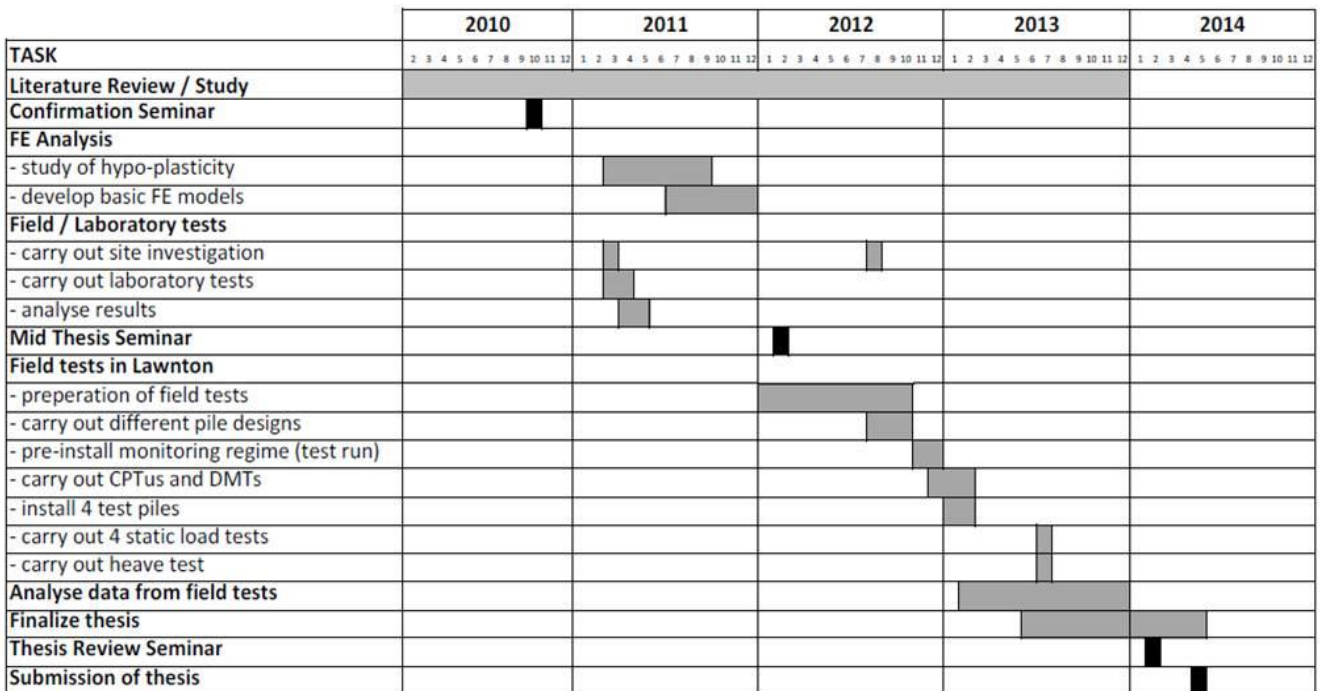 2010 2011 2012 2013 2014
TASK 2 3 4 5 6 7 8 9 10 11 12 1 2 3 4 5 6 7 8 9 10 11 12 1 2 3 4 5 6 7 8 9 10 11 12 1 2 3 4 5 6 7 8 9 10 11 12 1 2 3 4 5 6 7 8 9 10 11 12
Literature Review / Study
Confirmation Seminar
FE Analysis
- study of hypo-plasticity
- develop basic FE models
Field / Laboratory tests
- carry out site investigation
- carry out laboratory tests
- analyse results
Mid Thesis Seminar
Field tests in Lawnton
- preperation of field tests
- carry out different pile designs
- pre-install monitoring regime (test run)
- carry out CPTus and DMTs
- install 4 test piles
- carry out 4 static load tests
- carry out heave test
Analyse data from field tests
Finalize thesis
Thesis Review Seminar
Submission of thesis